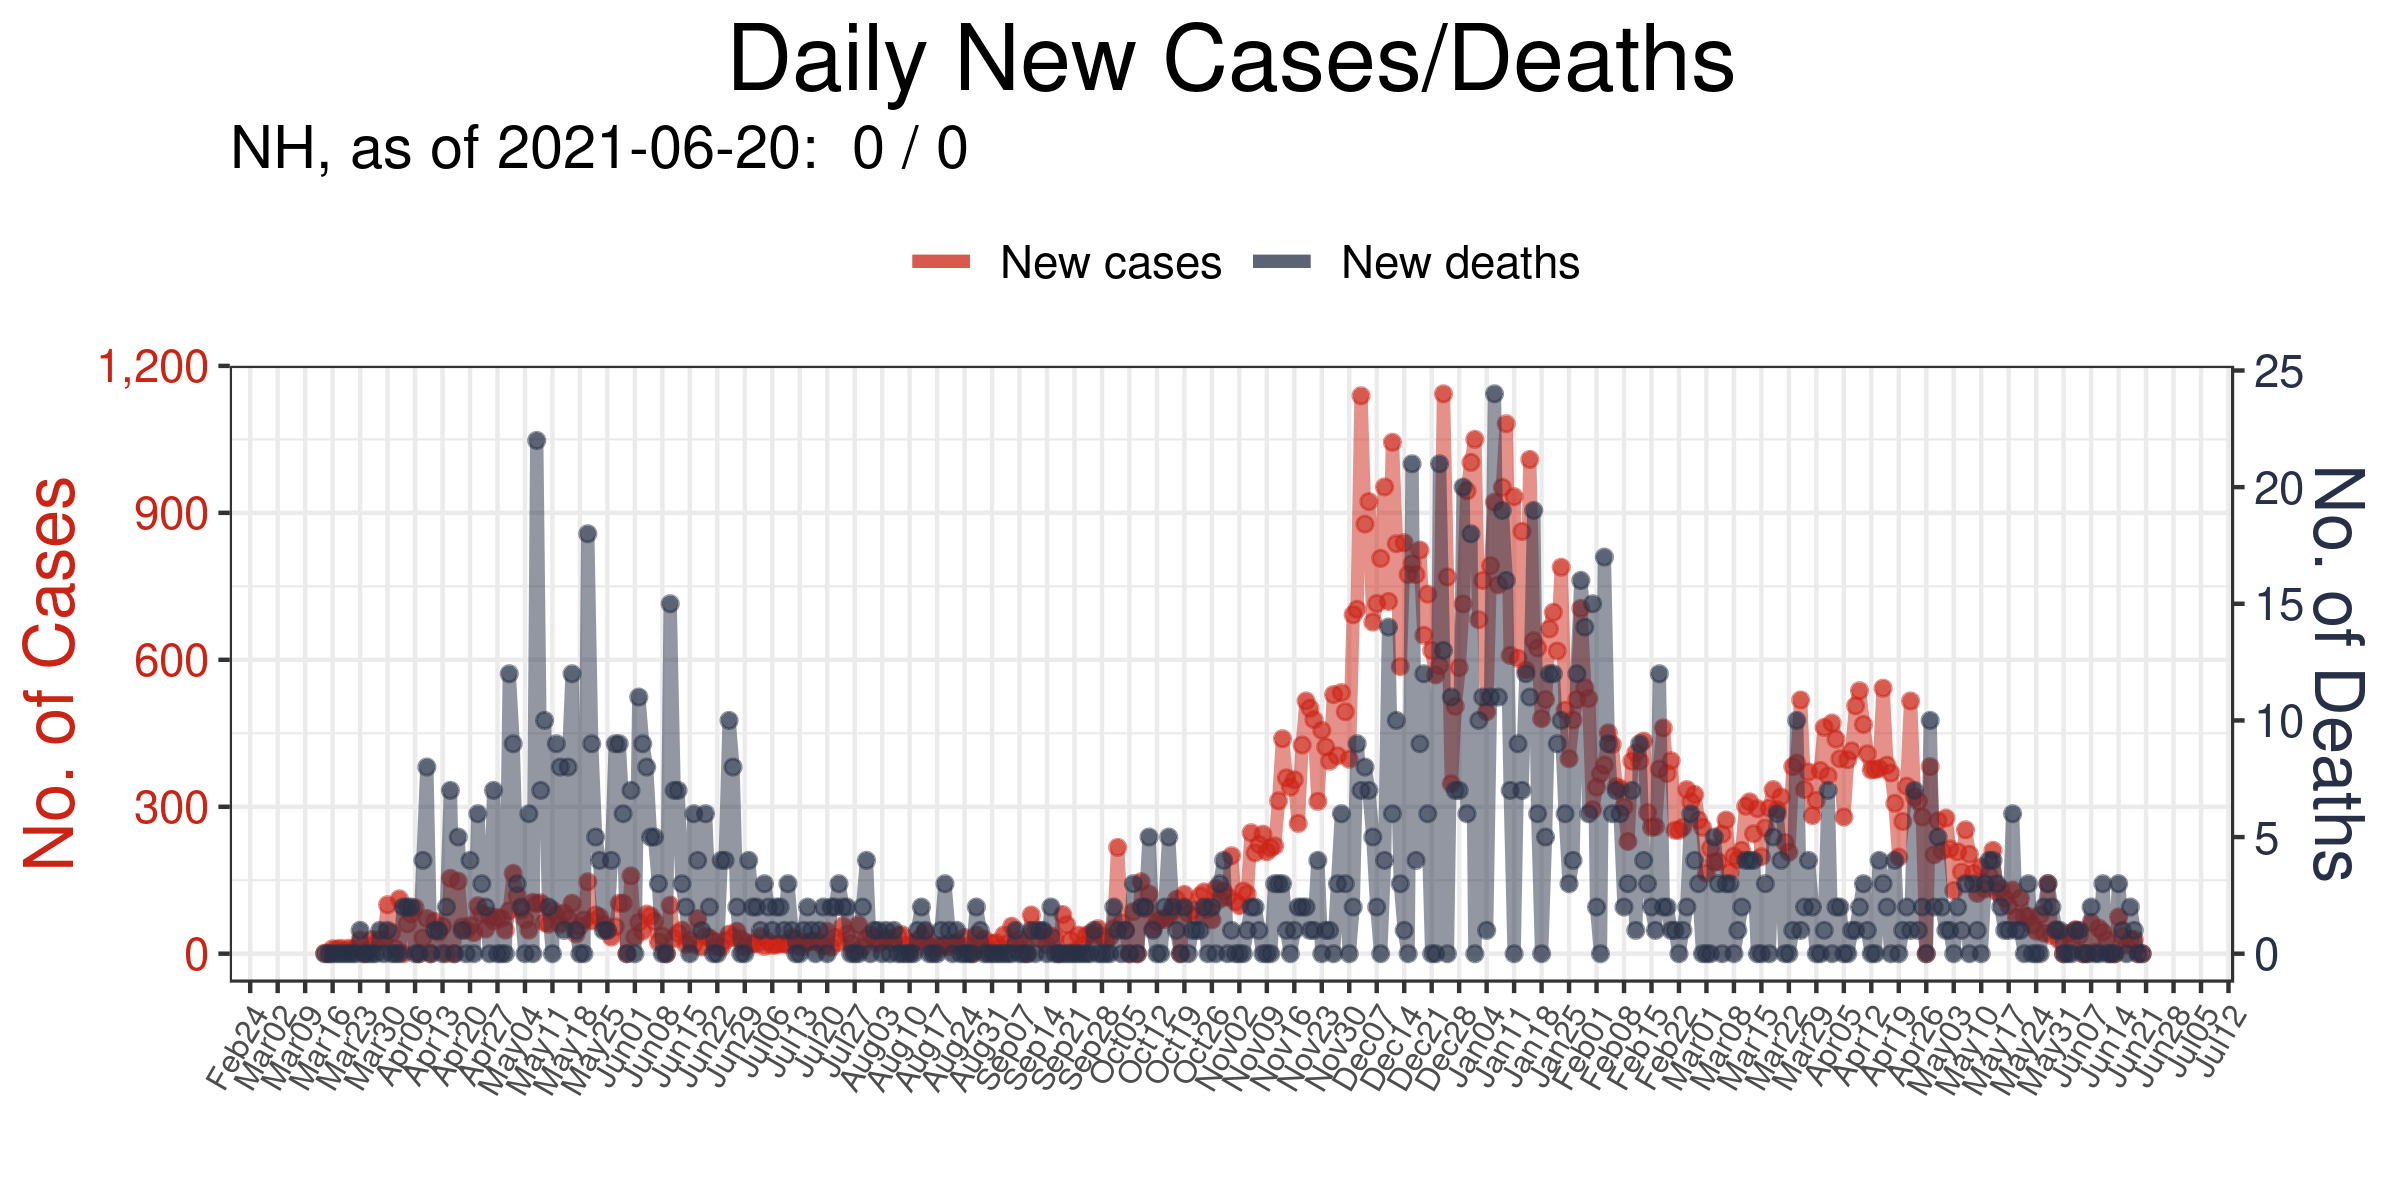 Daily New Cases/Deaths
NH, as of 2021-06-20: 0 / 0
New cases
New deaths
No. of Cases
1,200
900
600
300
0
25
20
15
10
5
0
No. of Deaths
Feb24
Mar02
Mar09
Mar16
Mar23
Mar30
Apr06
Apr13
Apr20
Apr27
May04
May11
May18
May25
Jun01
Jun08
Jun15
Jun22
Jun29
Jul06
Jul13
Jul20
Jul27
Aug03
Aug10
Aug17
Aug24
Aug31
Sep07
Sep14
Sep21
Sep28
Oct05
Oct12
Oct19
Oct26
Nov02
Nov09
Nov16
Nov23
Nov30
Dec07
Dec14
Dec21
Dec28
Jan04
Jan11
Jan18
Jan25
Feb01
Feb08
Feb15
Feb22
Mar01
Mar08
Mar15
Mar22
Mar29
Apr05
Apr12
Apr19
Apr26
May03
May10
May17
May24
May31
Jun07
Jun14
Jun21
Jun28
Jul05
Jul12